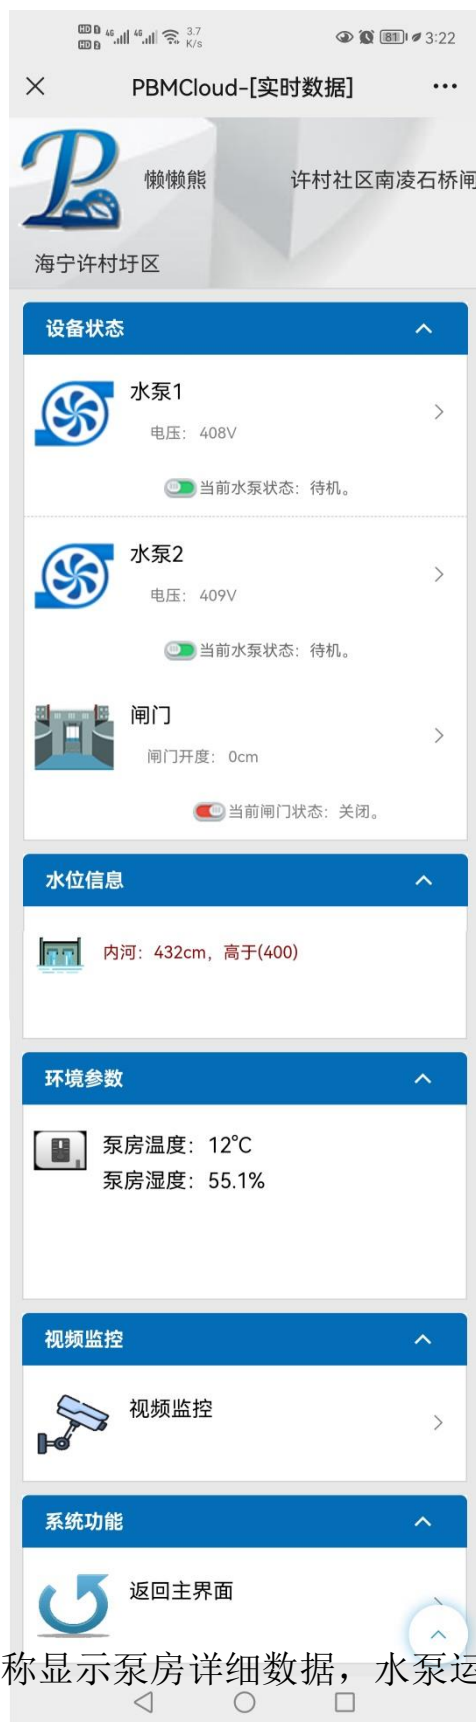 HD 1 46 46 3.7 81 3:22
HD 2 K/s
PBMCloud-[实时数据]
懒懒熊 许村社区南凌石桥闸
海宁许村圩区
设备状态
水泵1
电压: 408V
当前水泵状态: 待机。
水泵2
电压: 409V
当前水泵状态: 待机。
闸门
闸门开度: 0cm
当前闸门状态: 关闭。
水位信息
内河: 432cm, 高于(400)
环境参数
泵房温度: 12℃
泵房湿度: 55.1%
视频监控
视频监控
系统功能
返回主界面
称显示泵房详细数据，水泵运